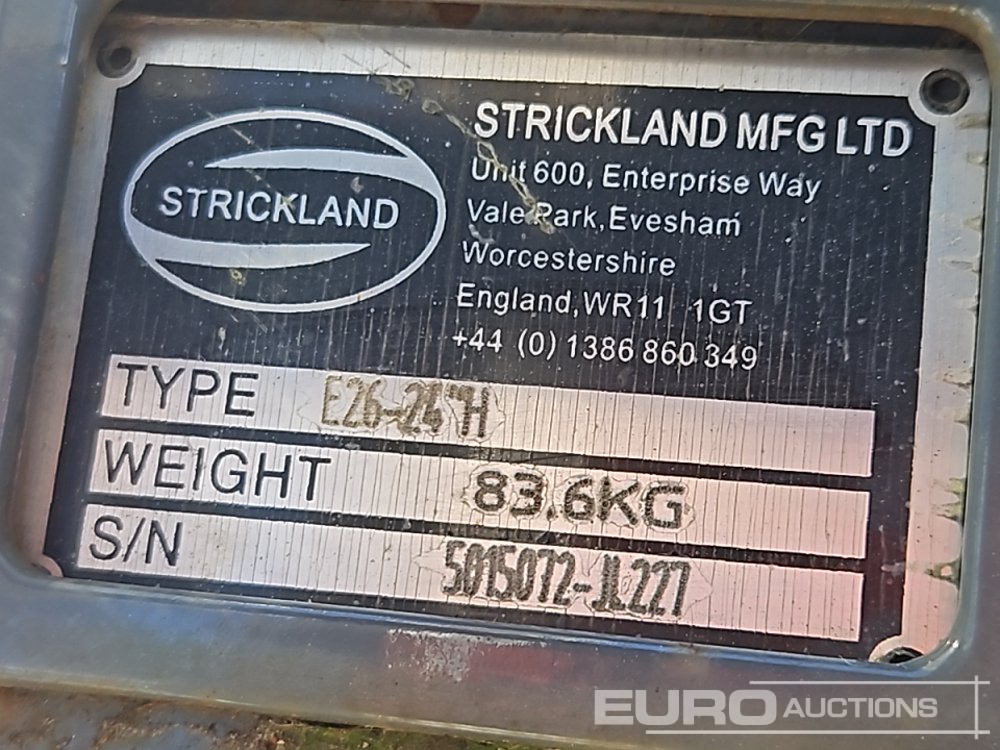 STRICKLAND
STRICKLAND MFG LTD
Unit 600, Enterprise Way
Vale Park, Evesham
Worcestershire
England, WR11 1GT
+44 (0) 1386 860 349
TYPE E26-24"H
WEIGHT 83.6KG
S/N 5015072-JL227
EURO AUCTIONS